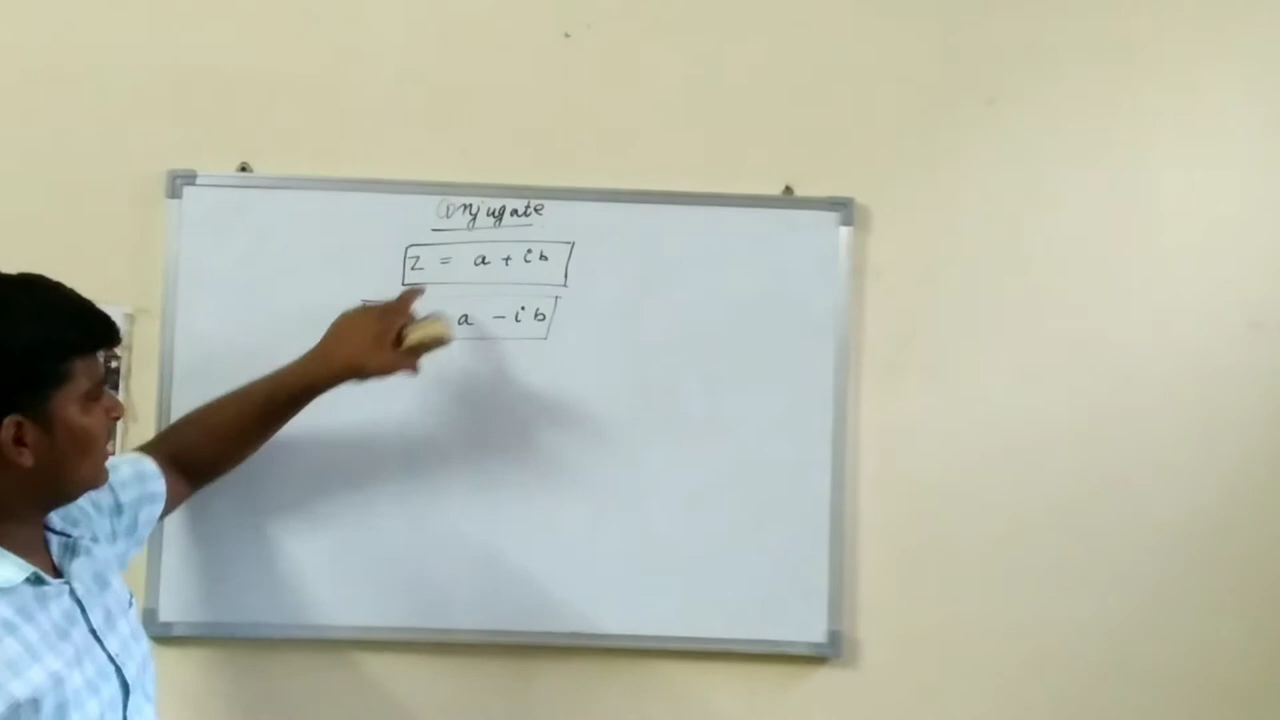 Conjugate
z = a + ib
a - ib